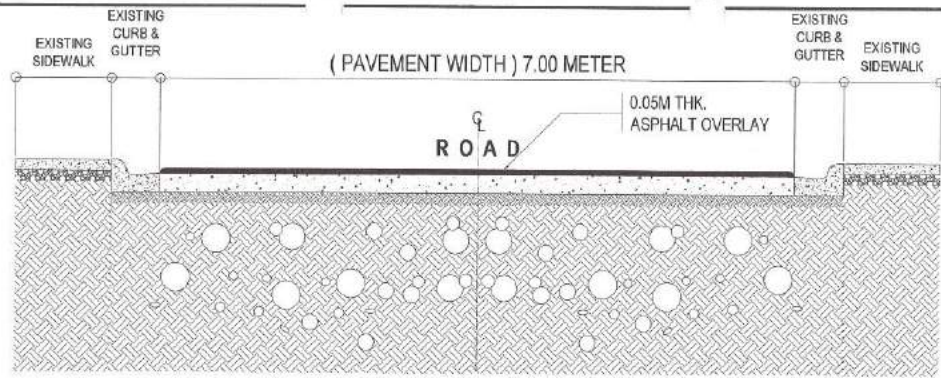 EXISTING
SIDEWALK
EXISTING
CURB &
GUTTER
( PAVEMENT WIDTH ) 7.00 METER
EXISTING
CURB &
GUTTER
EXISTING
SIDEWALK
0.05M THK.
ASPHALT OVERLAY
CL
ROAD